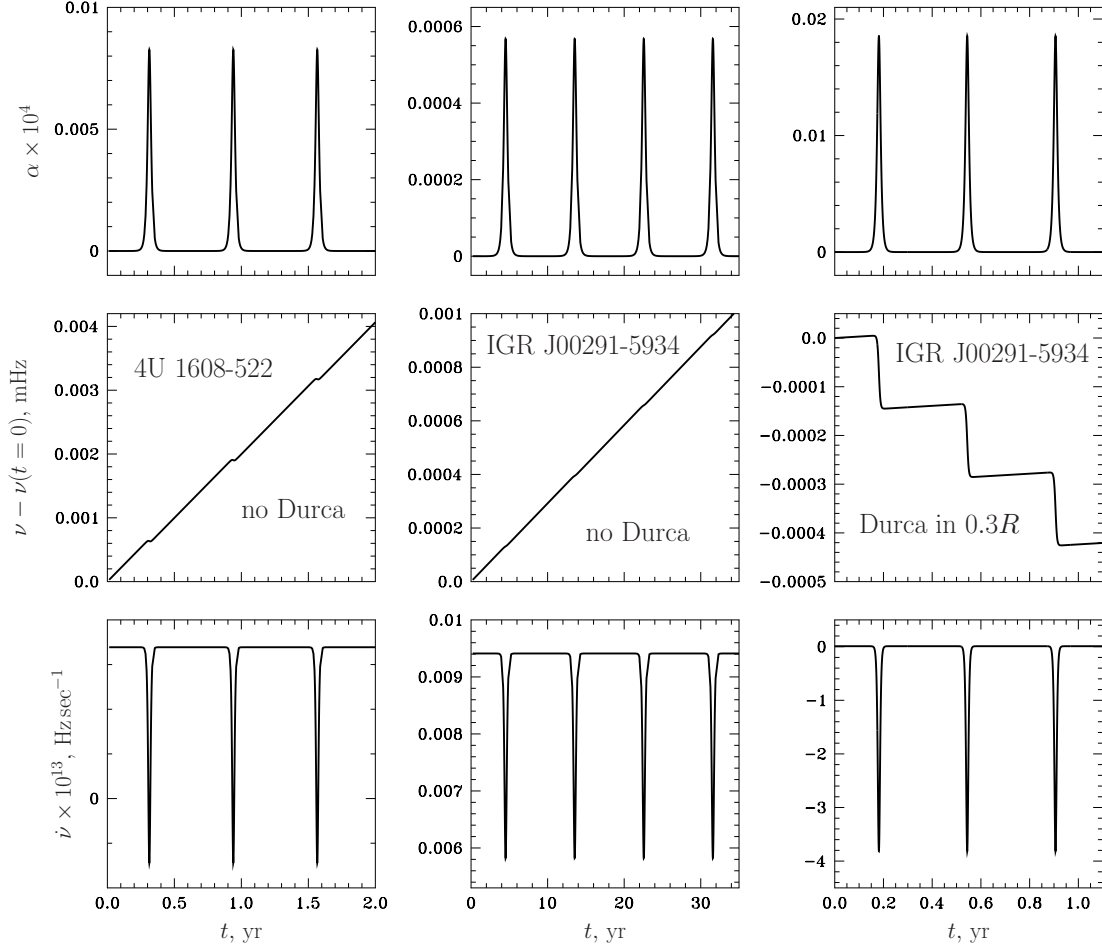 0.01
0.005
0
α × 10⁴
0.0006
0.0004
0.0002
0
0.02
0.01
0
0.004
0.003
0.002
0.001
0.0
ν − ν(t = 0), mHz
4U 1608-522
no Durca
0.001
0.0008
0.0006
0.0004
0.0002
0.0
IGR J00291-5934
no Durca
0.0
−0.0001
−0.0002
−0.0003
−0.0004
−0.0005
IGR J00291-5934
Durca in 0.3R
0
ν̇ × 10¹³, Hz sec⁻¹
0.0 0.5 1.0 1.5 2.0
t, yr
0.01
0.009
0.008
0.007
0.006
0 10 20 30
t, yr
0
−1
−2
−3
−4
0.0 0.2 0.4 0.6 0.8 1.0
t, yr